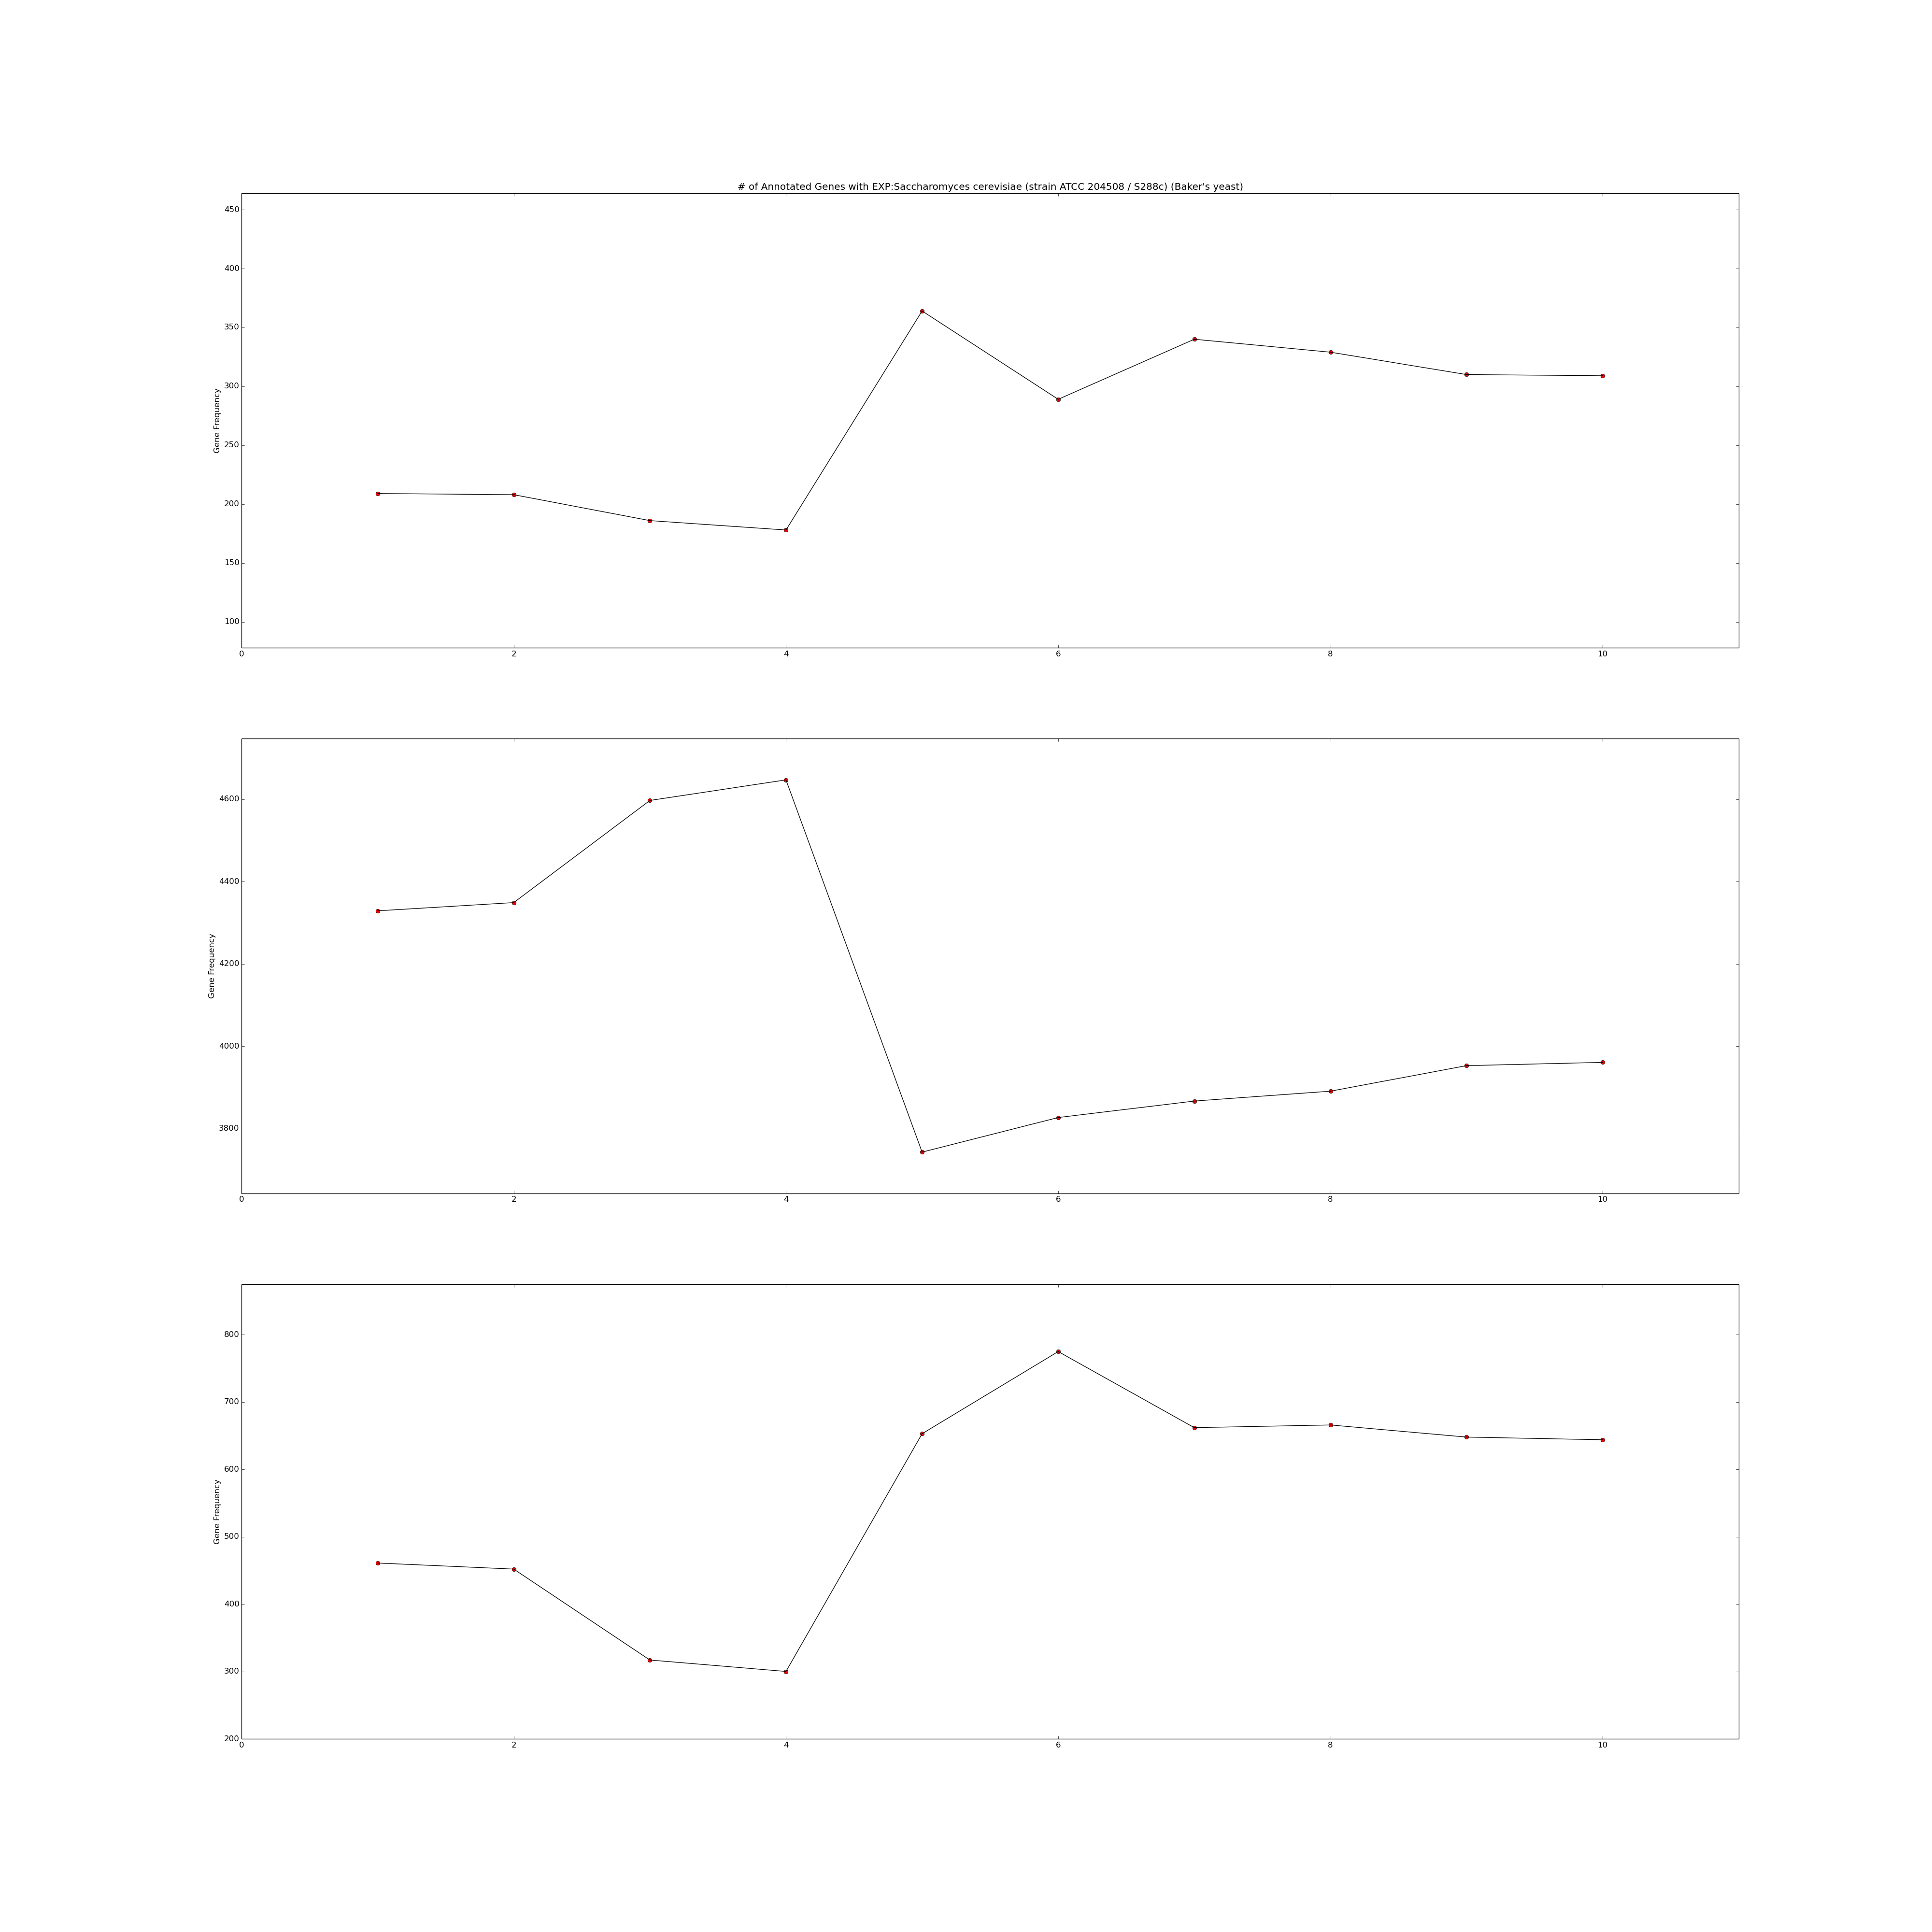 # of Annotated Genes with EXP:Saccharomyces cerevisiae (strain ATCC 204508 / S288c) (Baker's yeast)
450
400
350
300
250
200
150
100
Gene Frequency
0 2 4 6 8 10
4600
4400
4200
4000
3800
Gene Frequency
0 2 4 6 8 10
800
700
600
500
400
300
200
Gene Frequency
0 2 4 6 8 10